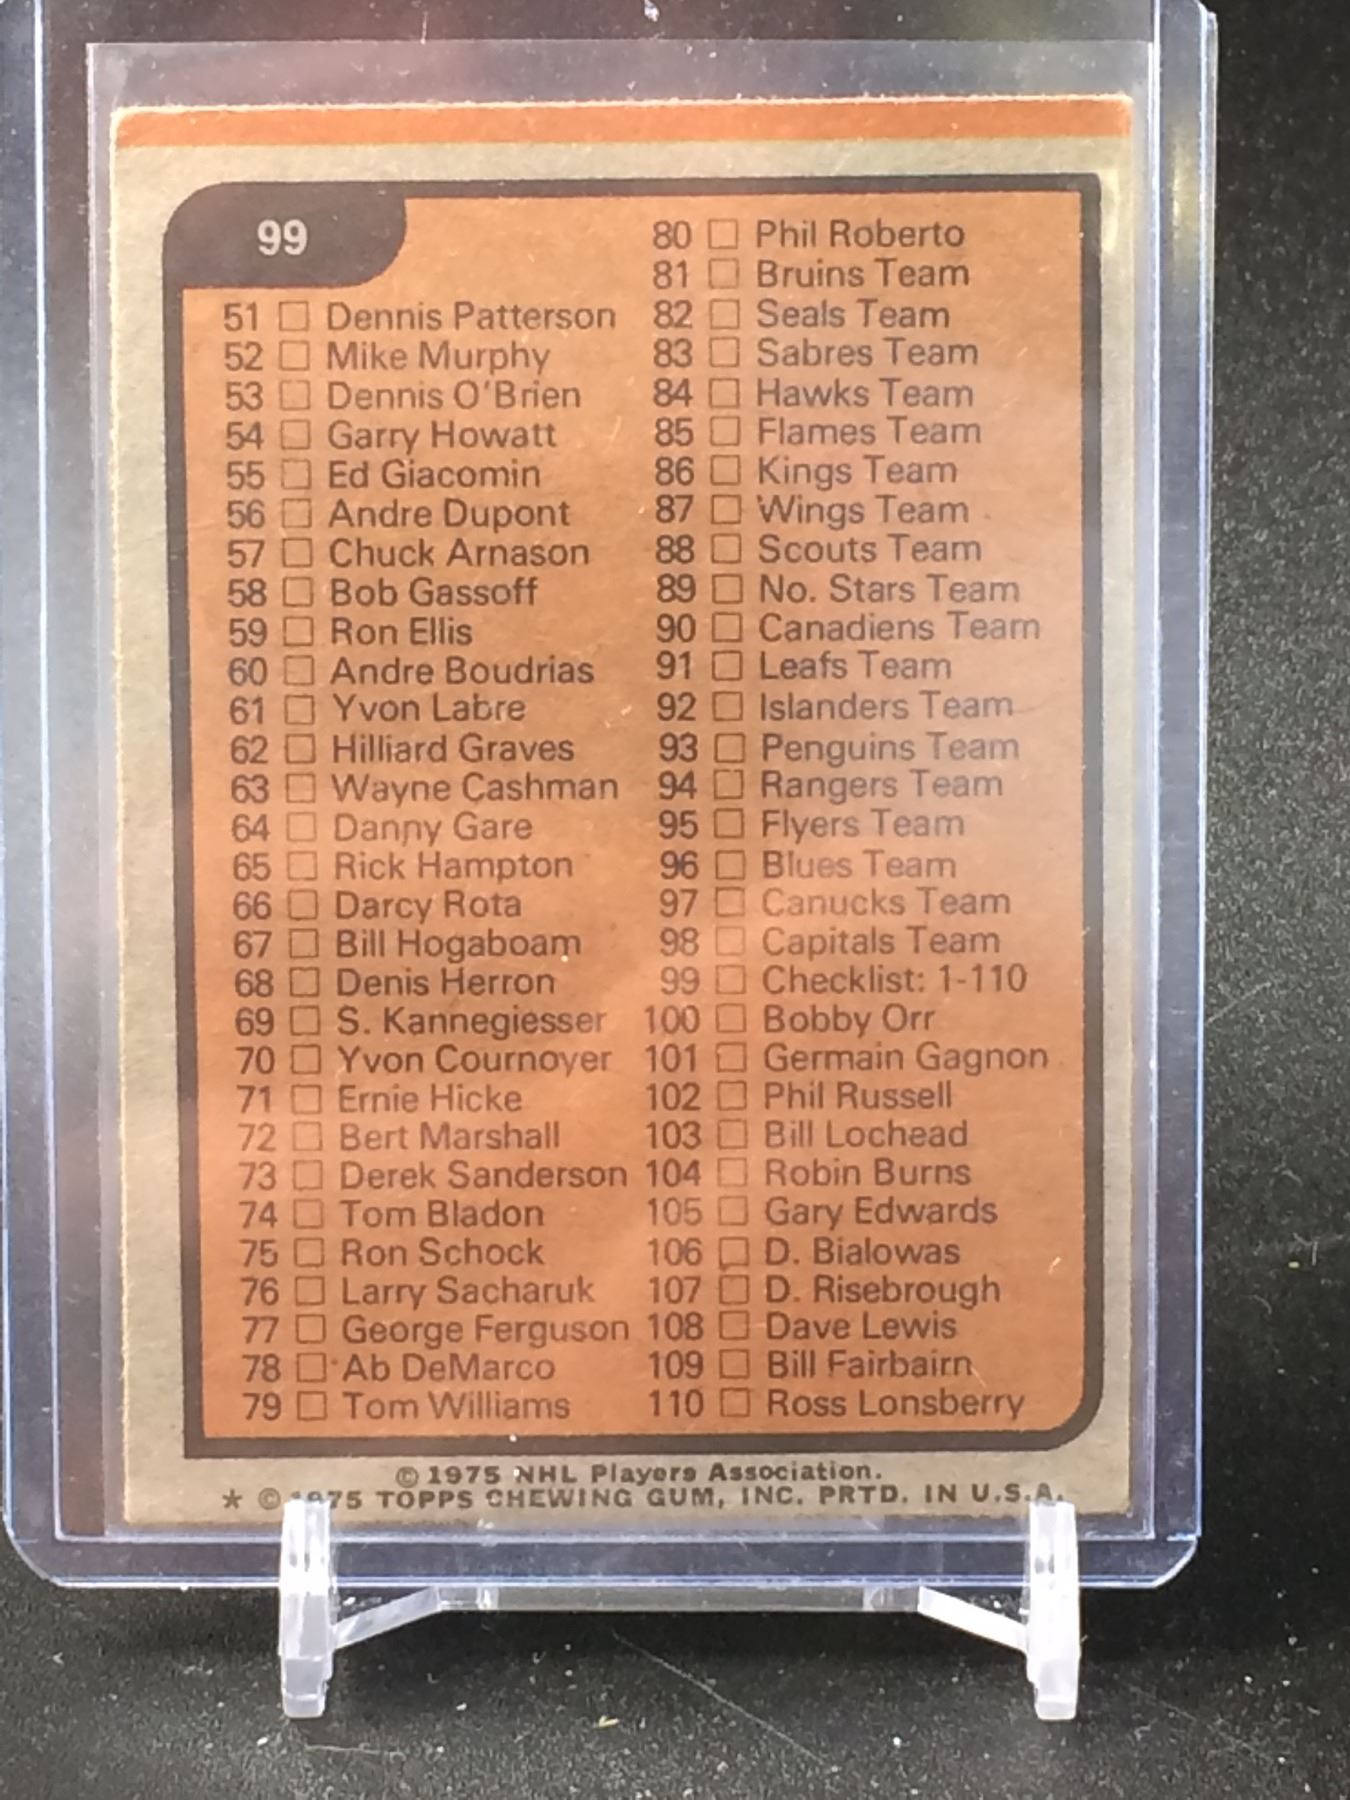 99
51 □ Dennis Patterson
52 □ Mike Murphy
53 □ Dennis O'Brien
54 □ Garry Howatt
55 □ Ed Giacomin
56 □ Andre Dupont
57 □ Chuck Arnason
58 □ Bob Gassoff
59 □ Ron Ellis
60 □ Andre Boudrias
61 □ Yvon Labre
62 □ Hilliard Graves
63 □ Wayne Cashman
64 □ Danny Gare
65 □ Rick Hampton
66 □ Darcy Rota
67 □ Bill Hogaboam
68 □ Denis Herron
69 □ S. Kannegiesser
70 □ Yvon Cournoyer
71 □ Ernie Hicke
72 □ Bert Marshall
73 □ Derek Sanderson
74 □ Tom Bladon
75 □ Ron Schock
76 □ Larry Sacharuk
77 □ George Ferguson
78 □ Ab DeMarco
79 □ Tom Williams
80 □ Phil Roberto
81 □ Bruins Team
82 □ Seals Team
83 □ Sabres Team
84 □ Hawks Team
85 □ Flames Team
86 □ Kings Team
87 □ Wings Team
88 □ Scouts Team
89 □ No. Stars Team
90 □ Canadiens Team
91 □ Leafs Team
92 □ Islanders Team
93 □ Penguins Team
94 □ Rangers Team
95 □ Flyers Team
96 □ Blues Team
97 □ Canucks Team
98 □ Capitals Team
99 □ Checklist: 1-110
100 □ Bobby Orr
101 □ Germain Gagnon
102 □ Phil Russell
103 □ Bill Lochead
104 □ Robin Burns
105 □ Gary Edwards
106 □ D. Bialowas
107 □ D. Risebrough
108 □ Dave Lewis
109 □ Bill Fairbairn
110 □ Ross Lonsberry
© 1975 NHL Players Association.
* © 1975 TOPPS CHEWING GUM, INC. PRTD. IN U.S.A.